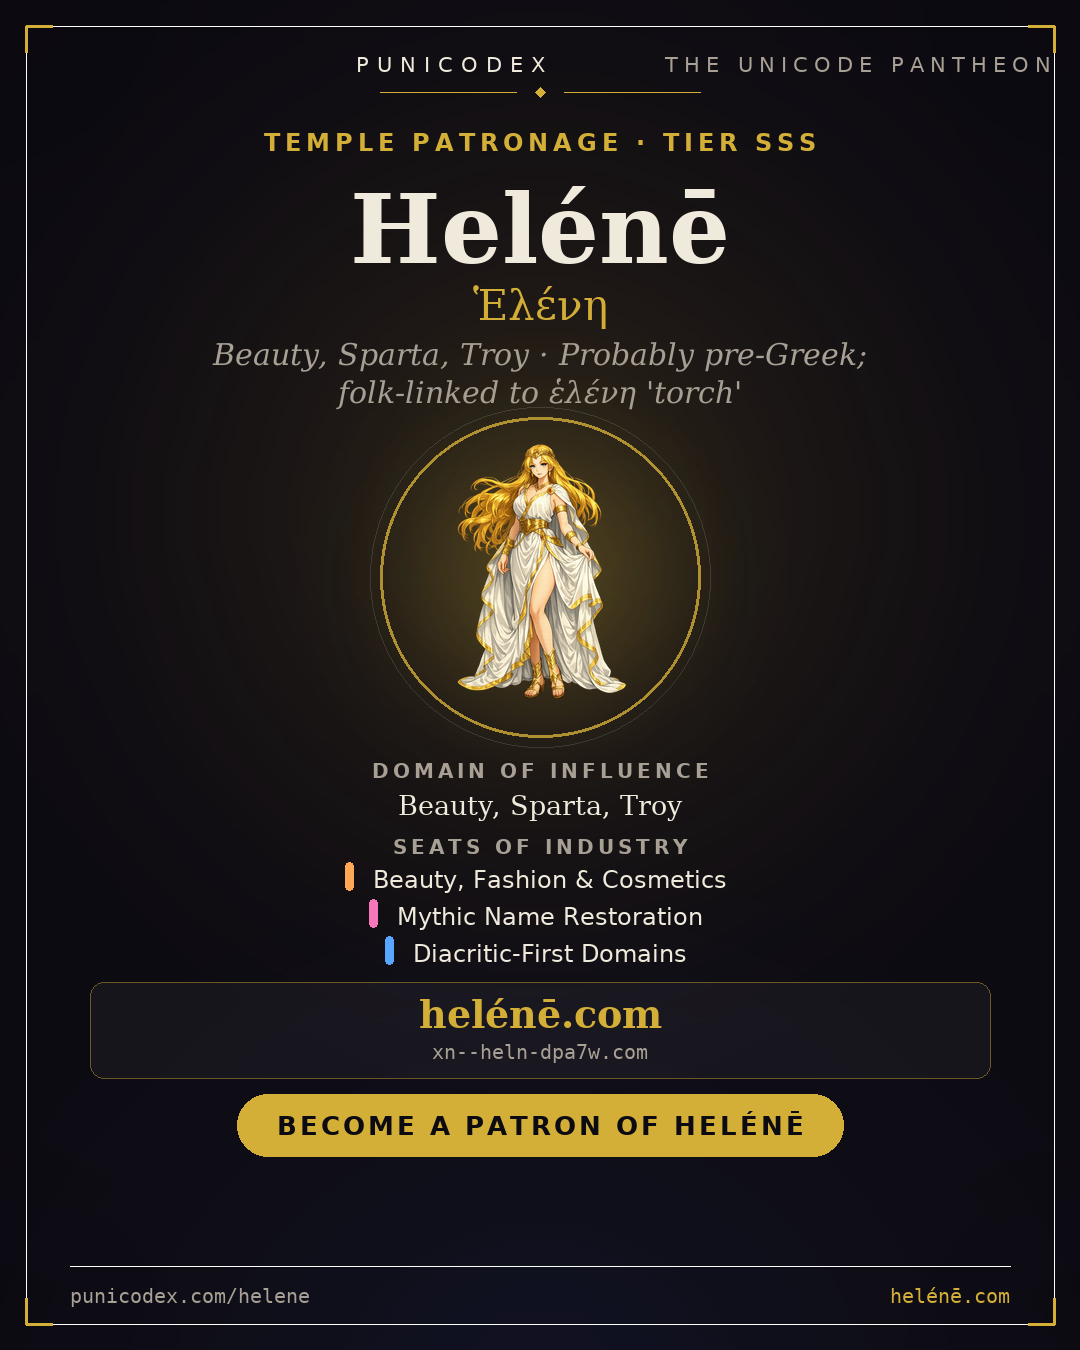 PUNICODEX
THE UNICODE PANTHEON
TEMPLE PATRONAGE · TIER SSS
Helénē
Ἑλένη
Beauty, Sparta, Troy · Probably pre-Greek;
folk-linked to ἑλένη 'torch'
DOMAIN OF INFLUENCE
Beauty, Sparta, Troy
SEATS OF INDUSTRY
Beauty, Fashion & Cosmetics
Mythic Name Restoration
Diacritic-First Domains
helénē.com
xn--heln-dpa7w.com
BECOME A PATRON OF HELÉNĒ
punicodex.com/helene
helénē.com